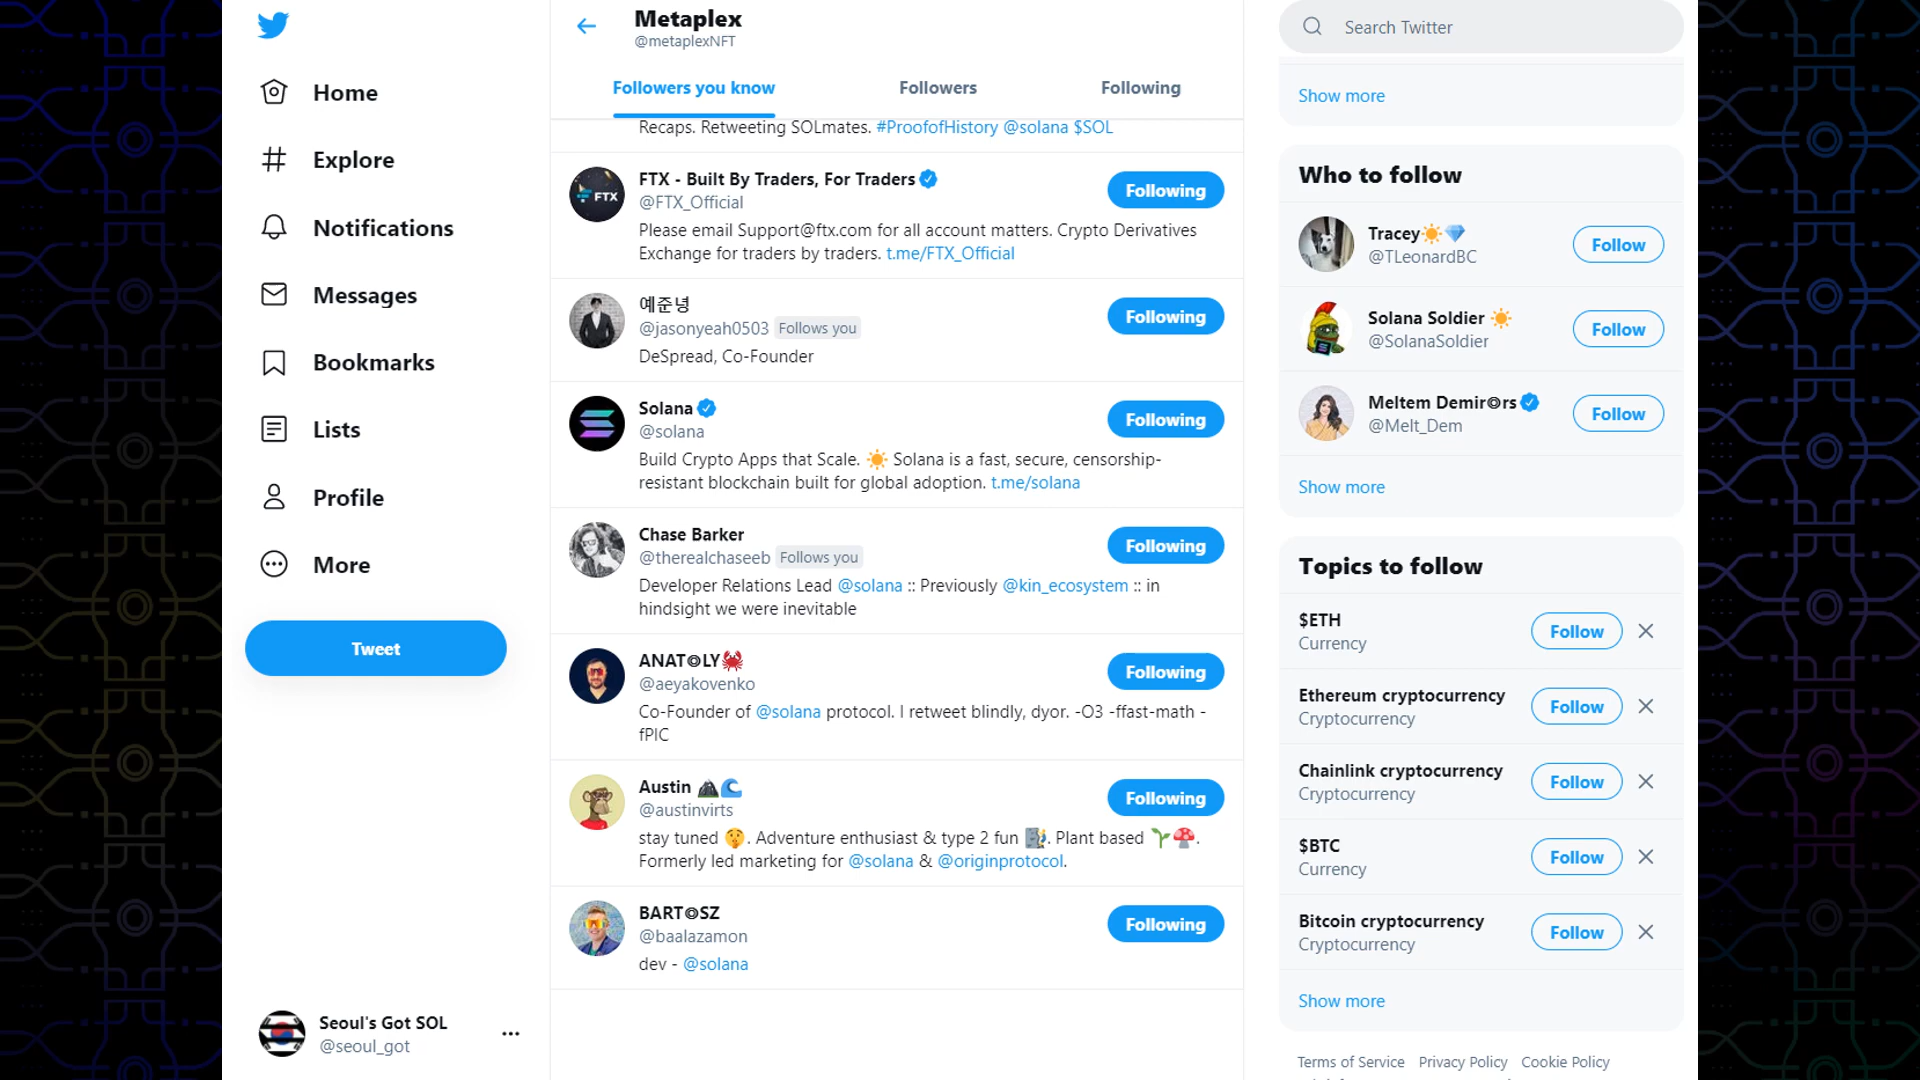 Home
Explore
Notifications
Messages
Bookmarks
Lists
Profile
More
Tweet
Seoul's Got SOL
@seoul_got
Metaplex
@metaplexNFT
Followers you know
Followers
Following
Recaps. Retweeting SOLmates. #ProofofHistory @solana $SOL
FTX
FTX - Built By Traders, For Traders
@FTX_Official
Following
Please email Support@ftx.com for all account matters. Crypto Derivatives
Exchange for traders by traders. t.me/FTX_Official
예준녕
@jasonyeah0503 Follows you
Following
DeSpread, Co-Founder
Solana
@solana
Following
Build Crypto Apps that Scale. ☀️ Solana is a fast, secure, censorship-
resistant blockchain built for global adoption. t.me/solana
Chase Barker
@therealchaseeb Follows you
Following
Developer Relations Lead @solana :: Previously @kin_ecosystem :: in
hindsight we were inevitable
ANAT◎LY🦀
@aeyakovenko
Following
Co-Founder of @solana protocol. I retweet blindly, dyor. -O3 -ffast-math -
fPIC
Austin ⛰️🌊
@austinvirts
Following
stay tuned 🤫. Adventure enthusiast & type 2 fun 🧗. Plant based 🌱🍄.
Formerly led marketing for @solana & @originprotocol.
BART◎SZ
@baalazamon
Following
dev - @solana
Search Twitter
Show more
Who to follow
Tracey☀️💎
@TLeonardBC
Follow
Solana Soldier ☀️
@SolanaSoldier
Follow
Meltem Demir◎rs
@Melt_Dem
Follow
Show more
Topics to follow
$ETH
Currency
Follow
Ethereum cryptocurrency
Cryptocurrency
Follow
Chainlink cryptocurrency
Cryptocurrency
Follow
$BTC
Currency
Follow
Bitcoin cryptocurrency
Cryptocurrency
Follow
Show more
Terms of Service Privacy Policy Cookie Policy